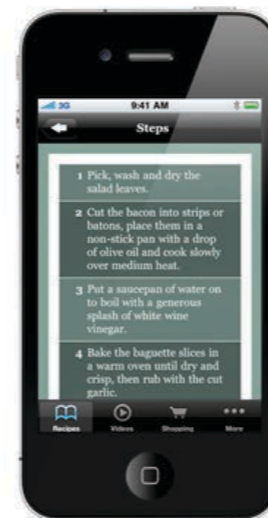 3G 9:41 AM
Steps
1 Pick, wash and dry the
salad leaves.
2 Cut the bacon into strips or
batons, place them in a
non-stick pan with a drop
of olive oil and cook slowly
over medium heat.
3 Put a saucepan of water on
to boil with a generous
splash of white wine
vinegar.
4 Bake the baguette slices in
a warm oven until dry and
crisp, then rub with the cut
garlic.
Recipes Videos Shopping More